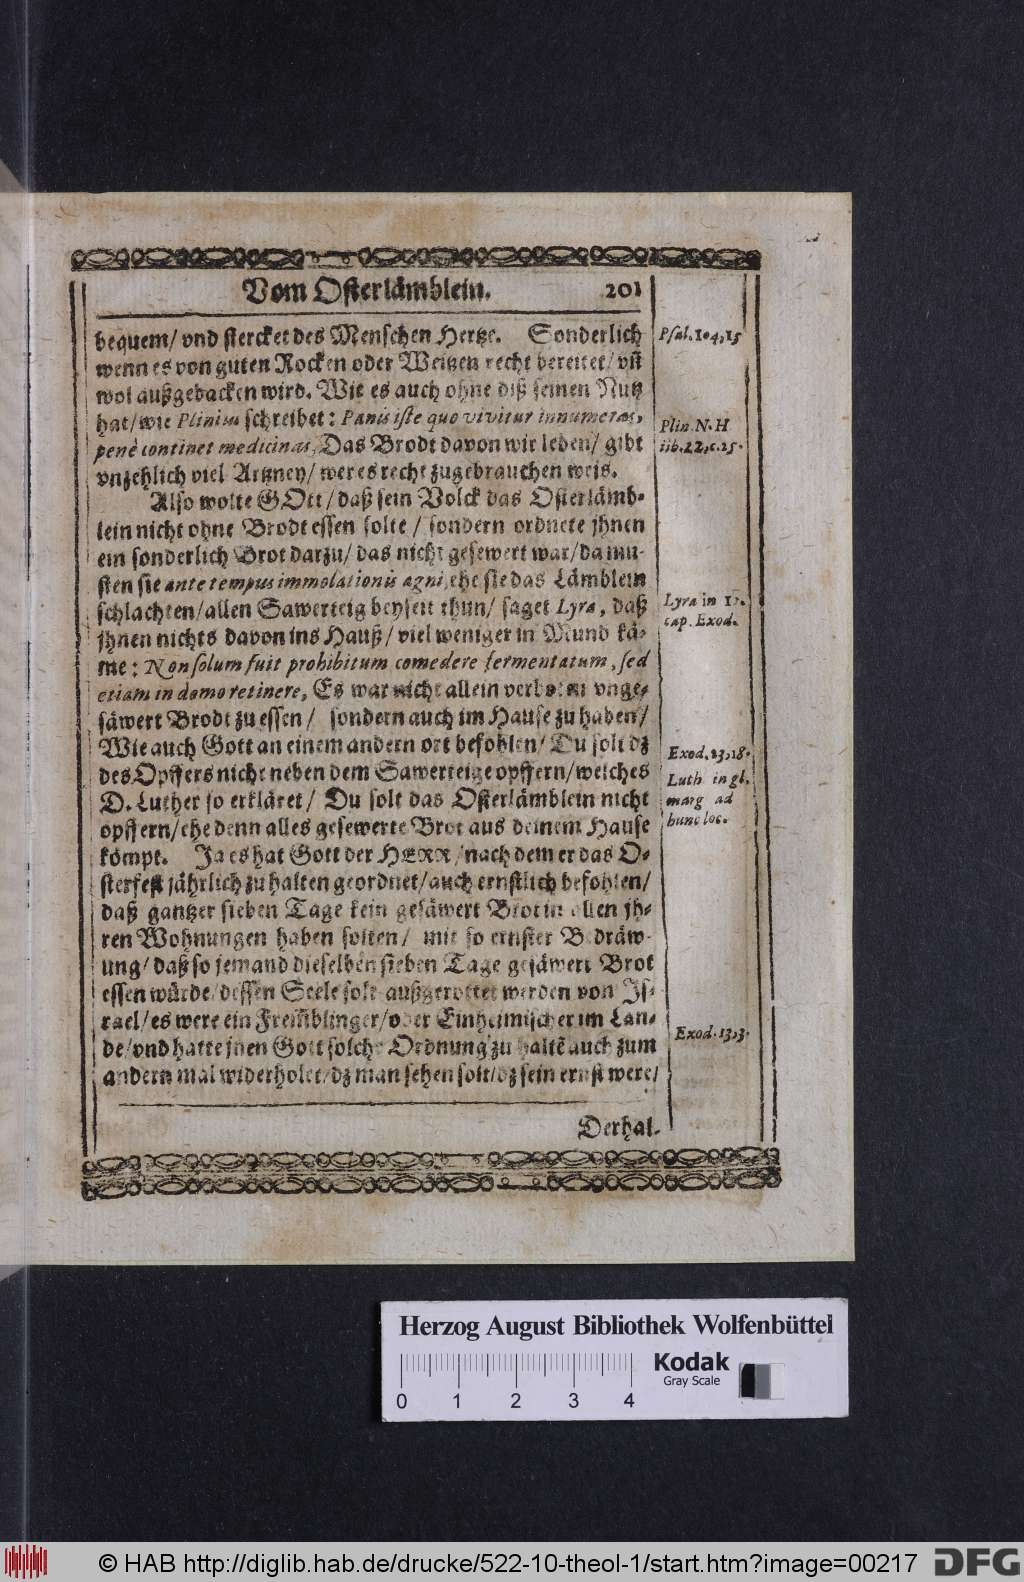 Vom Osterlämblein. 201
bequem/ vnd stercket des Menschen Hertze. Sonderlich
wenn es von guten Rocken oder Weitzen recht bereitet/ vñ
wol außgebacken wird. Wie es auch ohne diß seinen Nutz
hat/ wie Plinius schreibet: Panis iste quo vivitur innumeras,
penè continet medicinas, Das Brodt davon wir leben/ gibt
vnzehlich viel Artzney/ wer es recht zugebrauchen weis.
Also wolte GOtt/ daß sein Volck das Osterlämb-
lein nicht ohne Brodt essen solte/ sondern ordnete jhnen
ein sonderlich Brot darzu/ das nicht gesewert war/ da mu-
sten sie ante tempus immolationis agni, ehe sie das Lämblein
schlachten/ allen Sawerteig beyseit thun/ saget Lyra, daß
jhnen nichts davon ins Hauß/ viel weniger in Mund kä-
me: Non solum fuit prohibitum comedere fermentatum, sed
etiam in domo retinere, Es war nicht allein verboten vnge-
säwert Brodt zu essen/ sondern auch im Hause zu haben/
Wie auch Gott an einem andern ort befohlen/ Du solt dz
des Opffers nicht neben dem Sawerteige opffern/ welches
D. Luther so erkläret/ Du solt das Osterlämblein nicht
opffern/ ehe denn alles gesewerte Brot aus deinem Hause
kömpt. Ja es hat Gott der HERR/ nach dem er das O-
sterfest jährlich zu halten geordnet/ auch ernstlich befohlen/
daß gantzer sieben Tage kein gesäwert Brot in allen jh-
ren Wohnungen haben solten/ mit so ernster Bedräw-
ung/ daß so jemand dieselben sieben Tage gesäwert Brot
essen würde/ dessen Seele solt außgerottet werden von Js-
rael/ es were ein Frembdlinger/ oder Einheimischer im Lan-
de/ vnd hatte jnen Gott solche Ordnung zu haltē auch zum
andern mal widerholet/ dz man sehen solt/ dz sein ernst were/
Derhal-
Psal. 104, 15
Plin. N. H
lib. 22, c. 25.
Lyra in 12.
cap. Exod.
Exod. 23, 18.
Luth in gl.
marg ad
hunc loc.
Exod. 13, 3.
Herzog August Bibliothek Wolfenbüttel
0 1 2 3 4
Kodak
Gray Scale
© HAB http://diglib.hab.de/drucke/522-10-theol-1/start.htm?image=00217
DFG